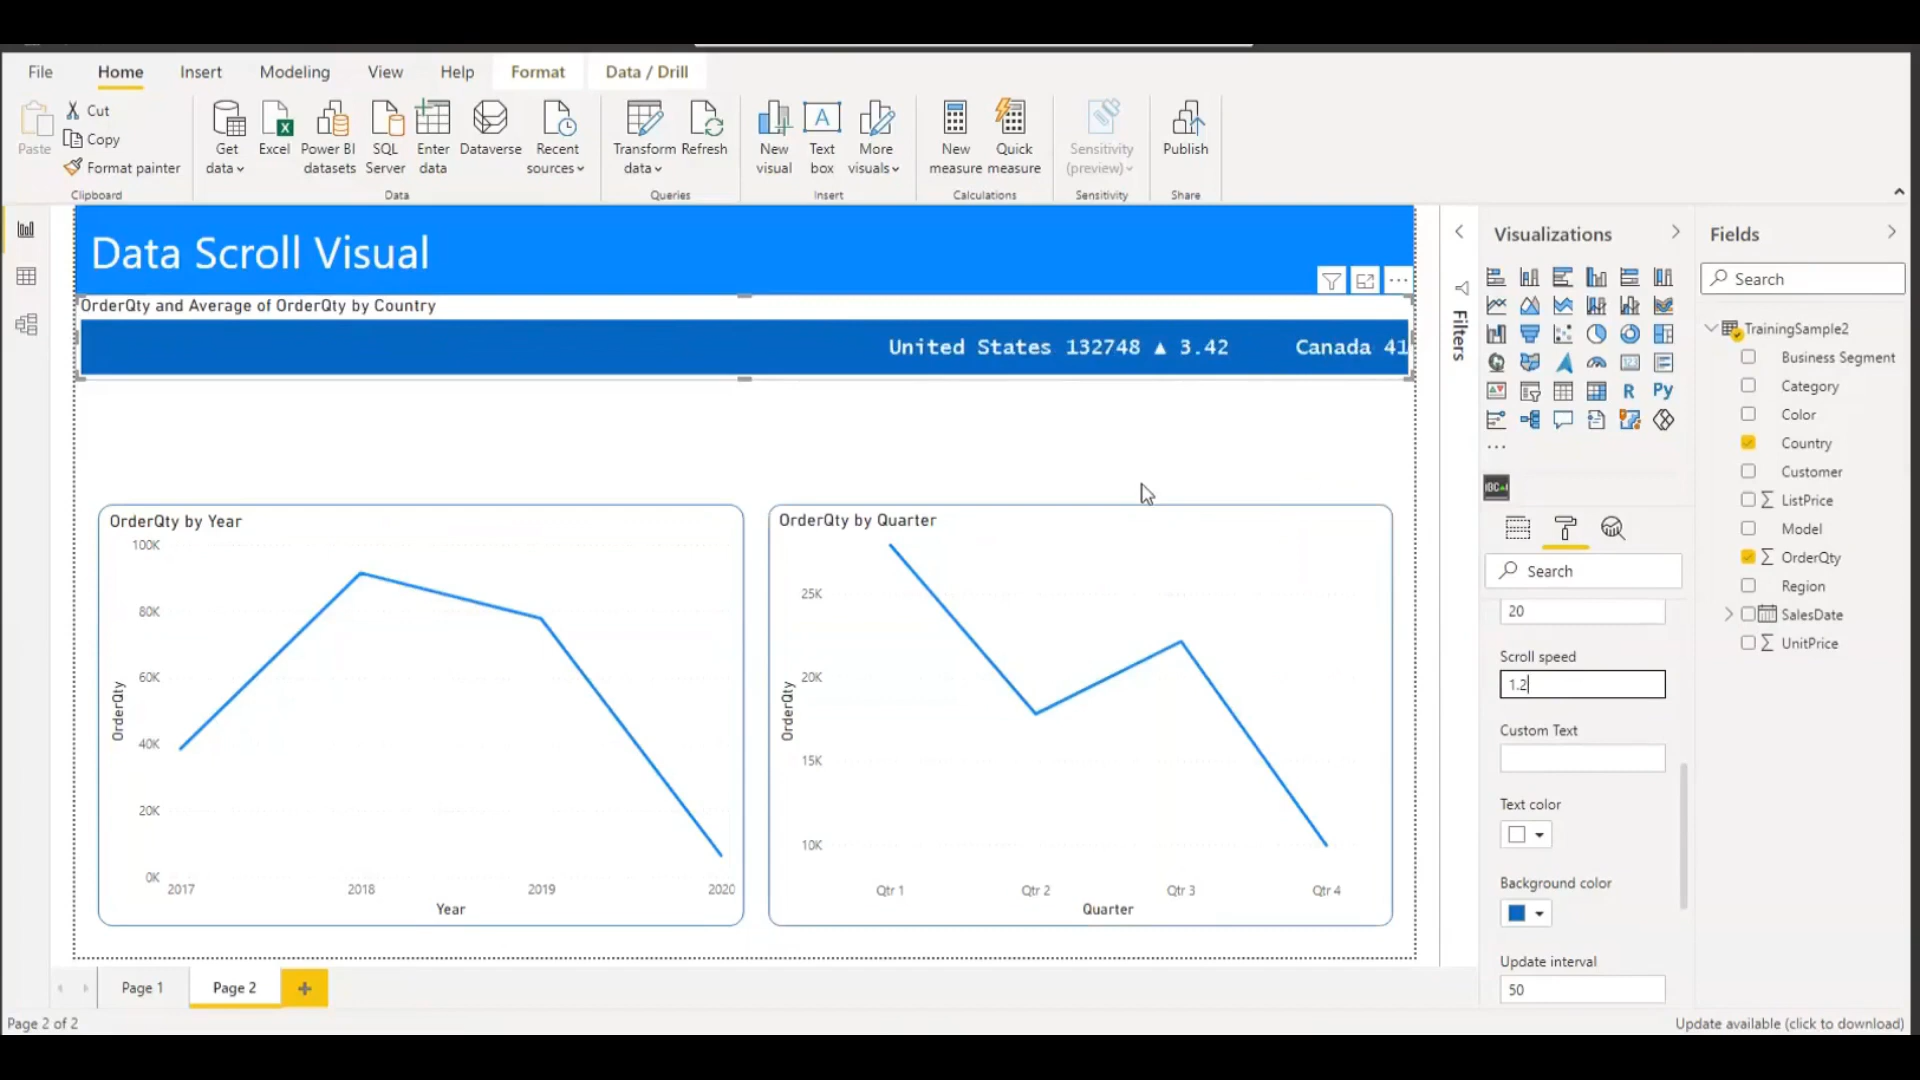 File Home Insert Modeling View Help Format Data / Drill
Paste
Cut
Copy
Format painter
Clipboard
Get data
Excel
Power BI datasets
SQL Server
Enter data
Dataverse
Recent sources
Data
Transform data
Refresh
Queries
New visual
Text box
More visuals
Insert
New measure
Quick measure
Calculations
Sensitivity (preview)
Sensitivity
Publish
Share
Data Scroll Visual
OrderQty and Average of OrderQty by Country
United States 132748 ▲ 3.42 Canada 41
OrderQty by Year
100K
80K
60K
40K
20K
0K
OrderQty
2017 2018 2019 2020
Year
OrderQty by Quarter
25K
20K
15K
10K
OrderQty
Qtr 1 Qtr 2 Qtr 3 Qtr 4
Quarter
Filters
Visualizations
R Py
IBC
Search
20
Scroll speed
1.2
Custom Text
Text color
Background color
Update interval
50
Fields
Search
TrainingSample2
Business Segment
Category
Color
Country
Customer
∑ ListPrice
Model
∑ OrderQty
Region
SalesDate
∑ UnitPrice
Page 1 Page 2 +
Page 2 of 2
Update available (click to download)